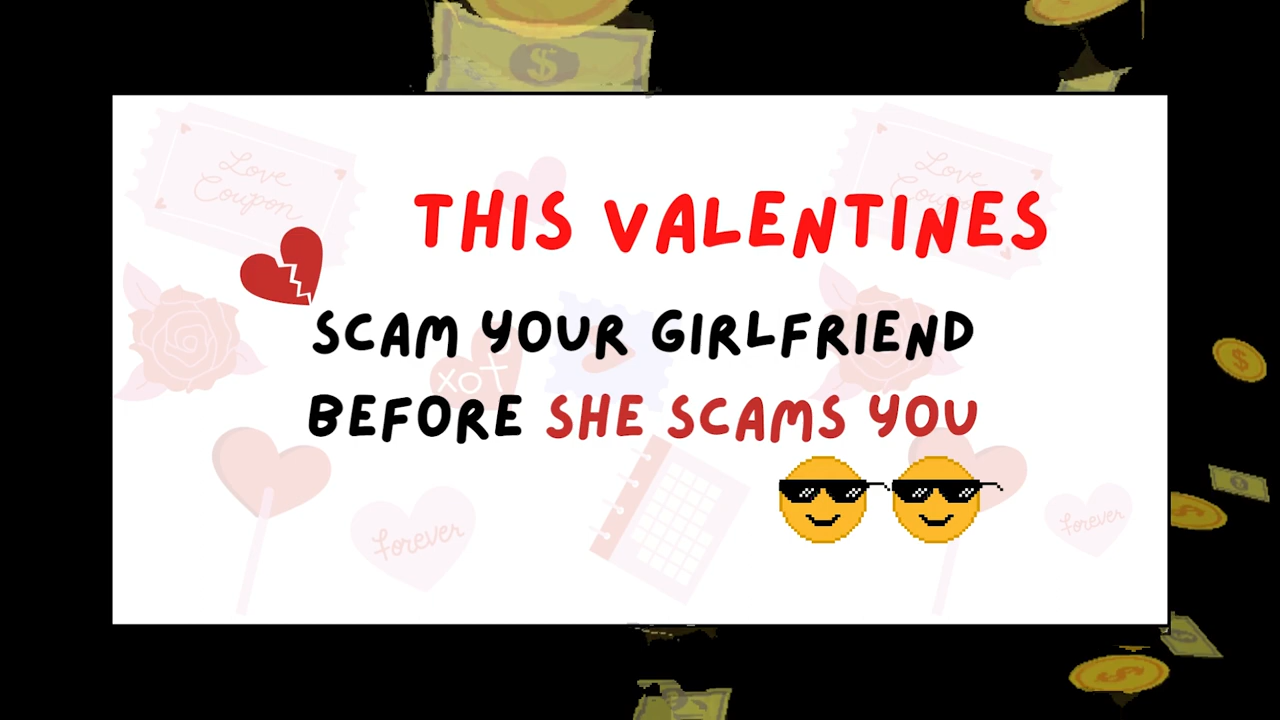 Love
Coupon
Love
Coupon
THIS VALENTINES
SCAM YOUR GIRLFRIEND
xo
BEFORE SHE SCAMS YOU
forever
forever
$
$
$